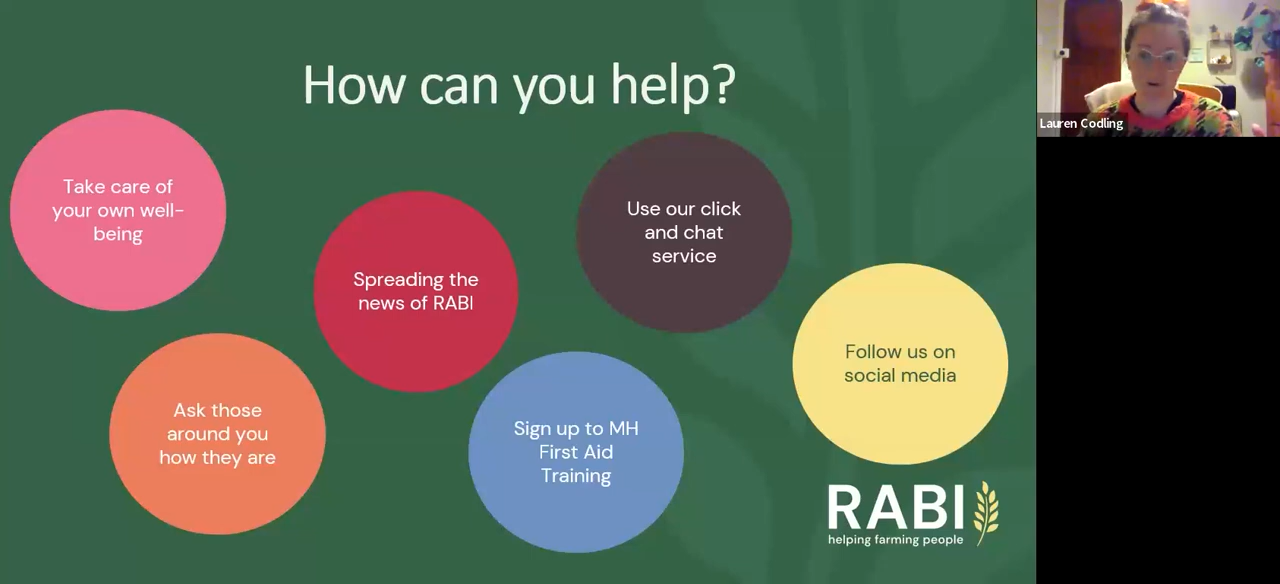 How can you help?
Take care of
your own well-
being
Ask those
around you
how they are
Spreading the
news of RABI
Sign up to MH
First Aid
Training
Use our click
and chat
service
Follow us on
social media
RABI
helping farming people
Lauren Codling